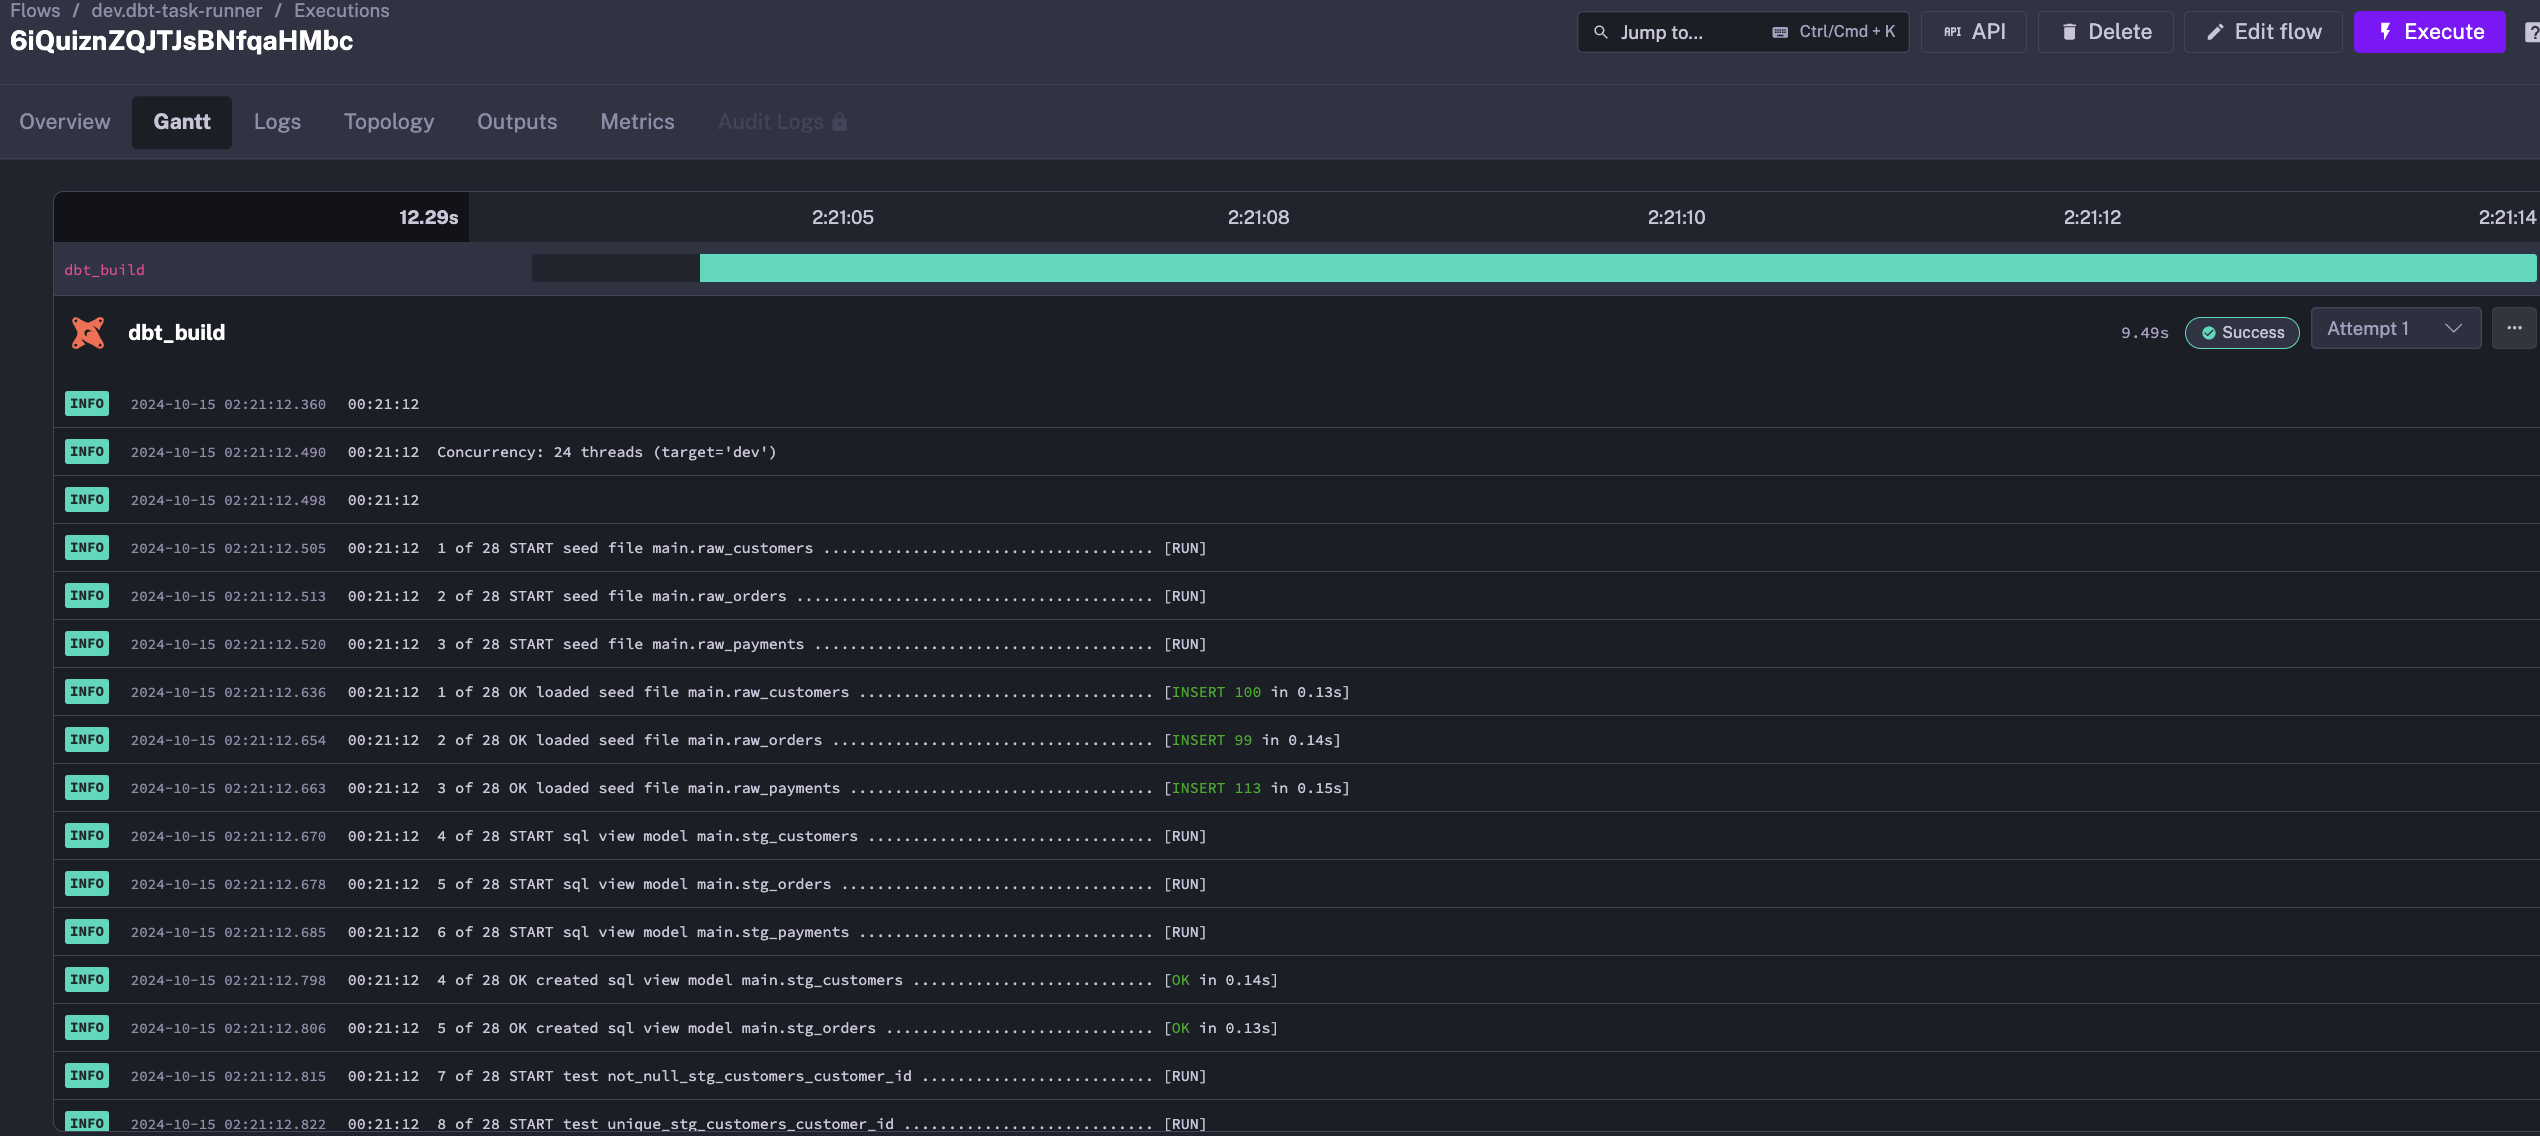 Flows / dev.dbt-task-runner / Executions
6iQuiznZQJTJsBNfqaHMbc
Jump to... Ctrl/Cmd + K
API API
Delete
Edit flow
Execute
?
Overview Gantt Logs Topology Outputs Metrics Audit Logs
12.29s 2:21:05 2:21:08 2:21:10 2:21:12 2:21:14
dbt_build
dbt_build 9.49s Success Attempt 1 ...
INFO 2024-10-15 02:21:12.360 00:21:12
INFO 2024-10-15 02:21:12.490 00:21:12 Concurrency: 24 threads (target='dev')
INFO 2024-10-15 02:21:12.498 00:21:12
INFO 2024-10-15 02:21:12.505 00:21:12 1 of 28 START seed file main.raw_customers ..................................... [RUN]
INFO 2024-10-15 02:21:12.513 00:21:12 2 of 28 START seed file main.raw_orders ........................................ [RUN]
INFO 2024-10-15 02:21:12.520 00:21:12 3 of 28 START seed file main.raw_payments ...................................... [RUN]
INFO 2024-10-15 02:21:12.636 00:21:12 1 of 28 OK loaded seed file main.raw_customers ................................. [INSERT 100 in 0.13s]
INFO 2024-10-15 02:21:12.654 00:21:12 2 of 28 OK loaded seed file main.raw_orders .................................... [INSERT 99 in 0.14s]
INFO 2024-10-15 02:21:12.663 00:21:12 3 of 28 OK loaded seed file main.raw_payments .................................. [INSERT 113 in 0.15s]
INFO 2024-10-15 02:21:12.670 00:21:12 4 of 28 START sql view model main.stg_customers ................................ [RUN]
INFO 2024-10-15 02:21:12.678 00:21:12 5 of 28 START sql view model main.stg_orders ................................... [RUN]
INFO 2024-10-15 02:21:12.685 00:21:12 6 of 28 START sql view model main.stg_payments ................................. [RUN]
INFO 2024-10-15 02:21:12.798 00:21:12 4 of 28 OK created sql view model main.stg_customers ........................... [OK in 0.14s]
INFO 2024-10-15 02:21:12.806 00:21:12 5 of 28 OK created sql view model main.stg_orders .............................. [OK in 0.13s]
INFO 2024-10-15 02:21:12.815 00:21:12 7 of 28 START test not_null_stg_customers_customer_id .......................... [RUN]
INFO 2024-10-15 02:21:12.822 00:21:12 8 of 28 START test unique_stg_customers_customer_id ............................ [RUN]